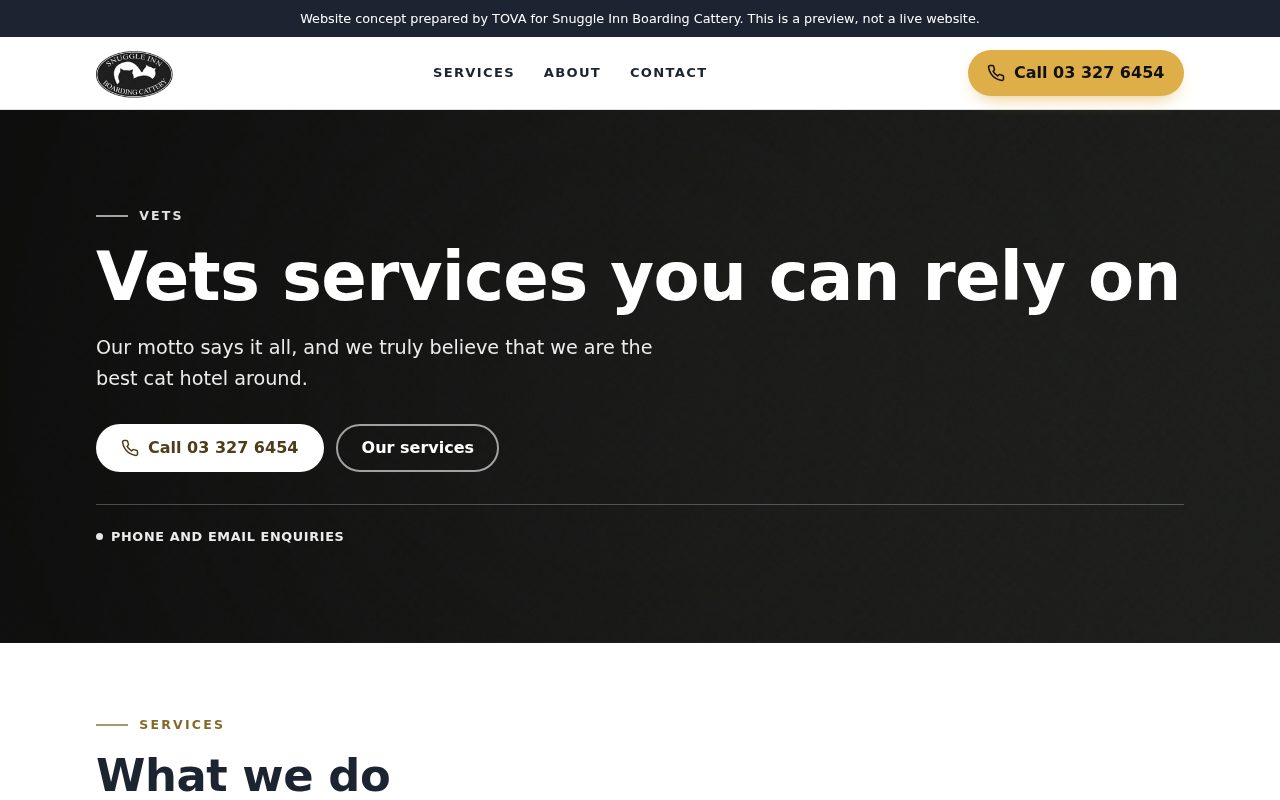 Website concept prepared by TOVA for Snuggle Inn Boarding Cattery. This is a preview, not a live website.
SNUGGLE INN
BOARDING CATTERY
SERVICES
ABOUT
CONTACT
Call 03 327 6454
VETS
Vets services you can rely on
Our motto says it all, and we truly believe that we are the
best cat hotel around.
Call 03 327 6454
Our services
PHONE AND EMAIL ENQUIRIES
SERVICES
What we do